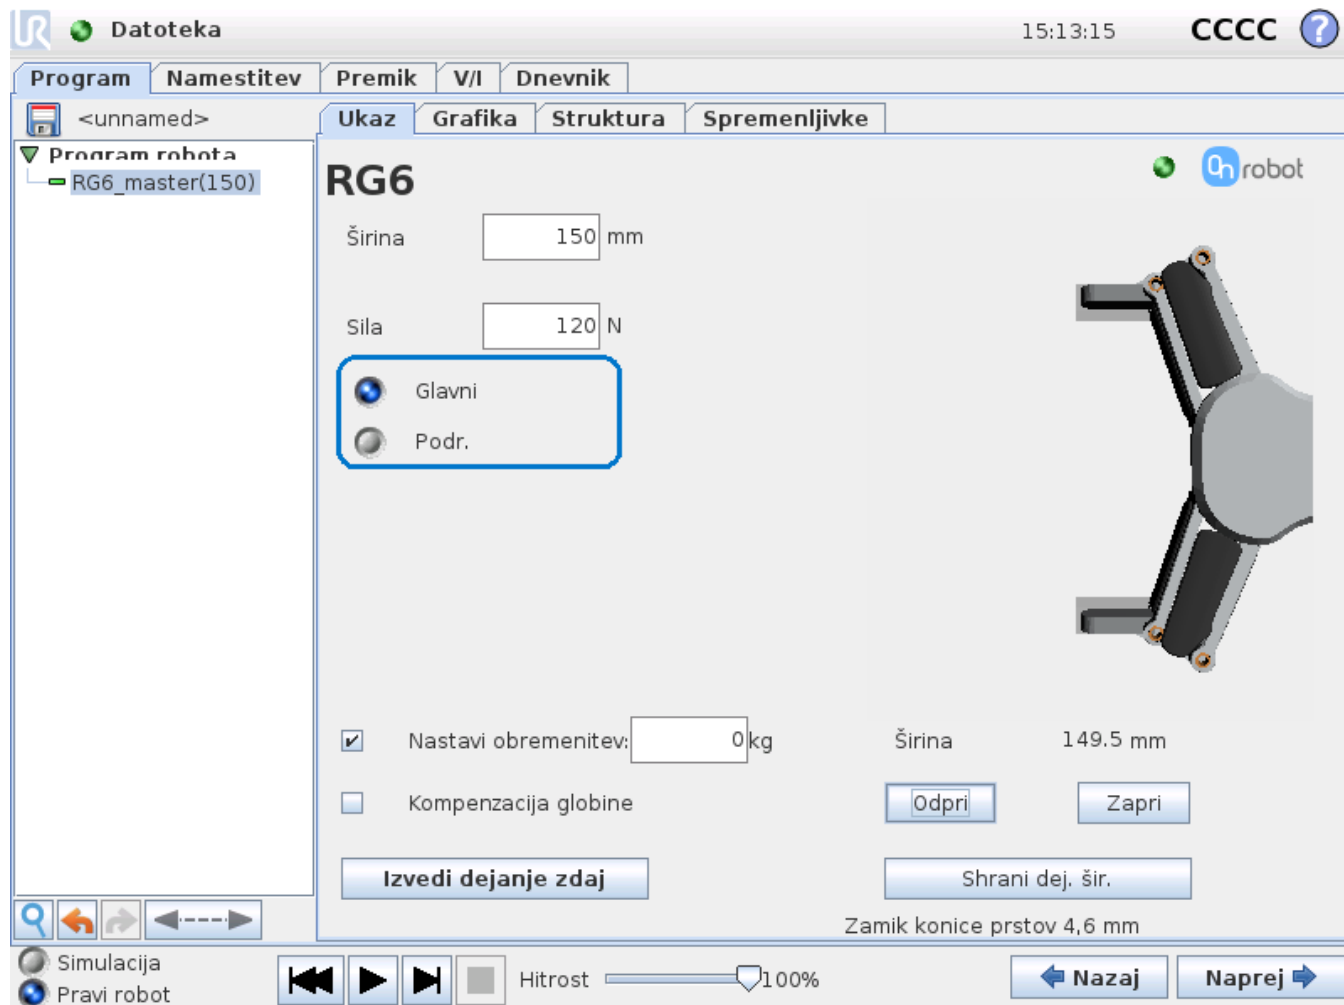 UR Datoteka 15:13:15 CCCC ?
Program Namestitev Premik V/I Dnevnik
<unnamed> Ukaz Grafika Struktura Spremenljivke
Program robota
RG6_master(150)
RG6
On robot
Širina 150 mm
Sila 120 N
Glavni
Podr.
Nastavi obremenitev: 0 kg Širina 149.5 mm
Kompenzacija globine Odpri Zapri
Izvedi dejanje zdaj Shrani dej. šir.
Zamik konice prstov 4,6 mm
Simulacija
Pravi robot
Hitrost 100% Nazaj Naprej